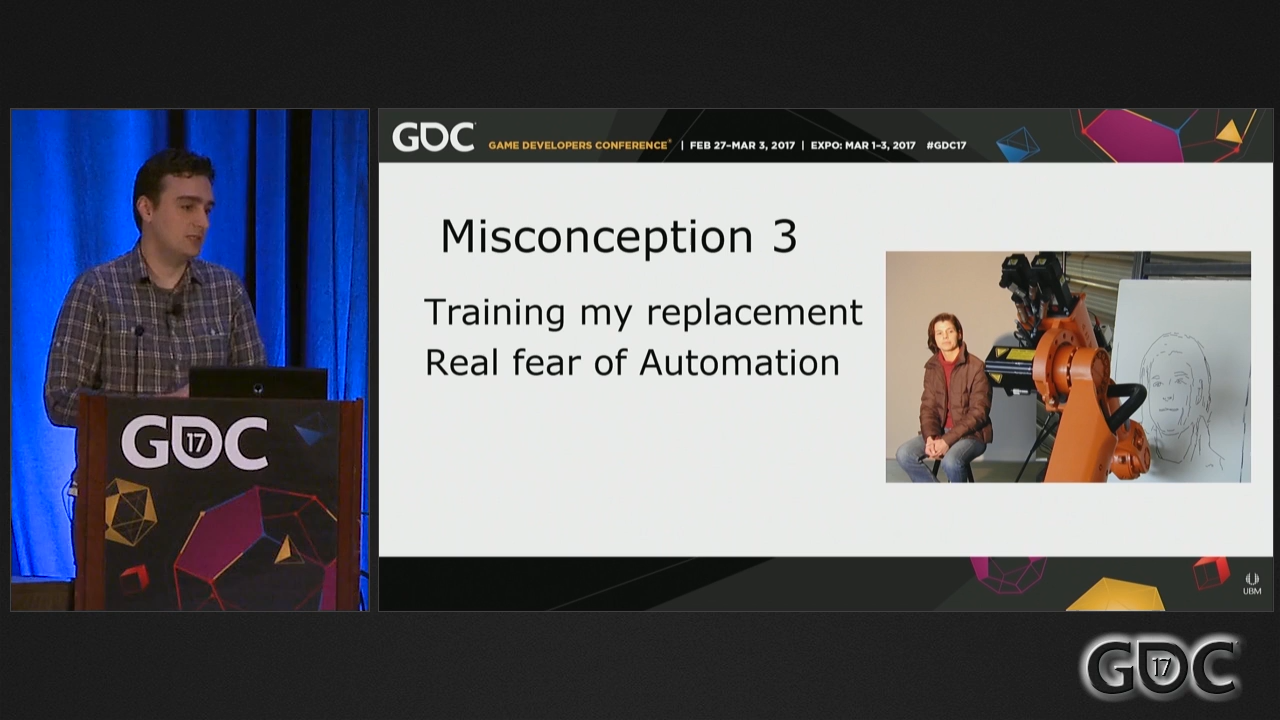 GDC
GAME DEVELOPERS CONFERENCE® | FEB 27–MAR 3, 2017 | EXPO: MAR 1–3, 2017 #GDC17
Misconception 3
Training my replacement
Real fear of Automation
GDC
17
UBM
GDC
17